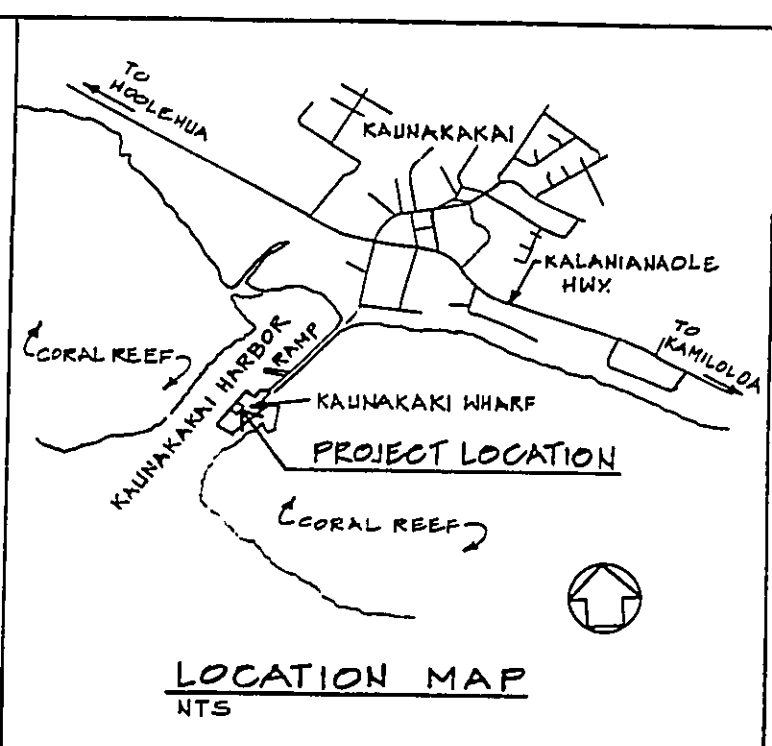 TO
HOOLEHUA
KAUNAKAKAI
KALANIANAOLE
HWY.
TO
KAMILOLOA
CORAL REEF
KAUNAKAKAI HARBOR
RAMP
KAUNAKAKI WHARF
PROJECT LOCATION
CORAL REEF
LOCATION MAP
NTS